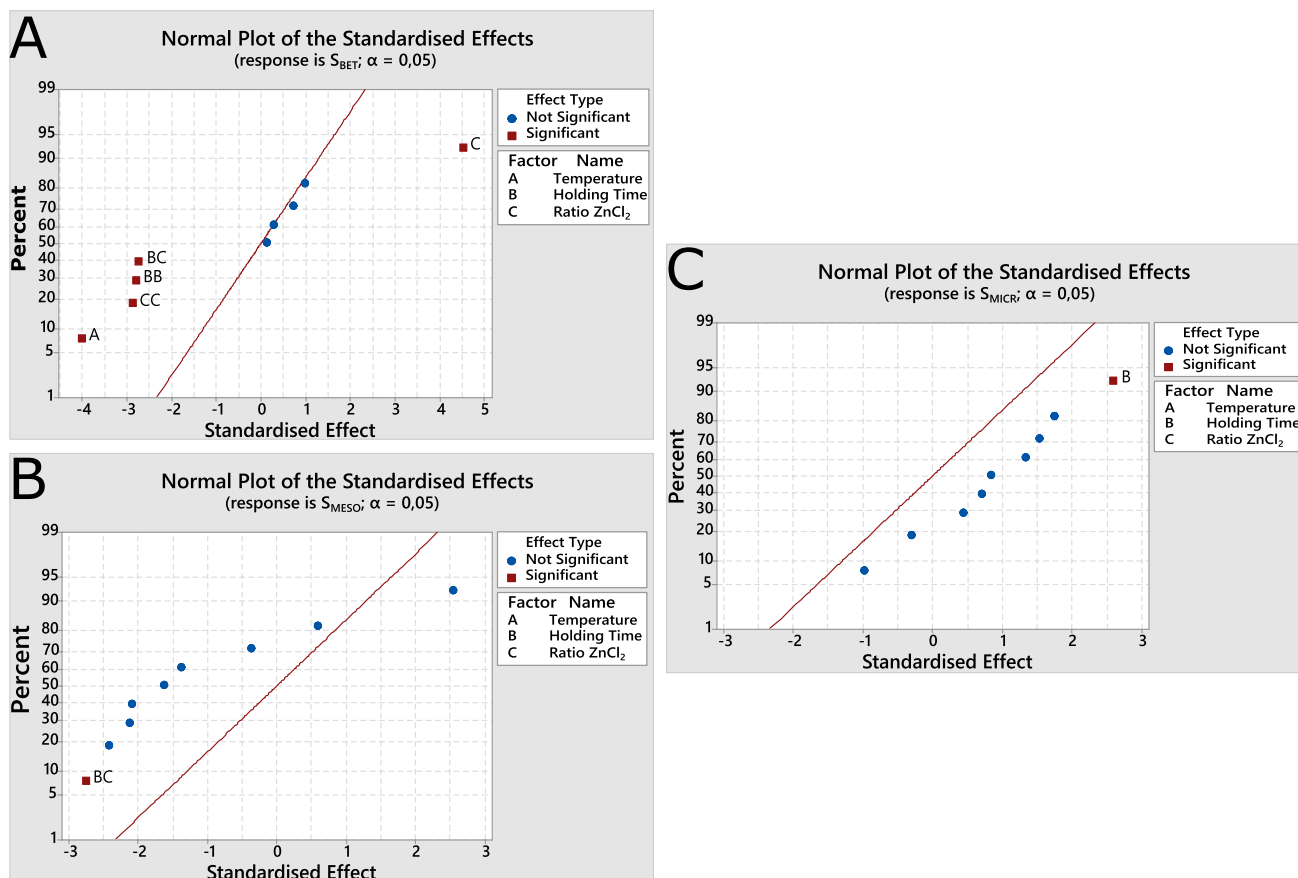 A
Normal Plot of the Standardised Effects
(response is S_BET; α = 0,05)
Percent
99
95
90
80
70
60
50
40
30
20
10
5
1
C
BC
BB
CC
A
-4 -3 -2 -1 0 1 2 3 4 5
Standardised Effect
Effect Type
Not Significant
Significant
Factor Name
A Temperature
B Holding Time
C Ratio ZnCl₂
B
Normal Plot of the Standardised Effects
(response is S_MESO; α = 0,05)
Percent
99
95
90
80
70
60
50
40
30
20
10
5
1
BC
-3 -2 -1 0 1 2 3
Standardised Effect
Effect Type
Not Significant
Significant
Factor Name
A Temperature
B Holding Time
C Ratio ZnCl₂
C
Normal Plot of the Standardised Effects
(response is S_MICR; α = 0,05)
Percent
99
95
90
80
70
60
50
40
30
20
10
5
1
B
-3 -2 -1 0 1 2 3
Standardised Effect
Effect Type
Not Significant
Significant
Factor Name
A Temperature
B Holding Time
C Ratio ZnCl₂